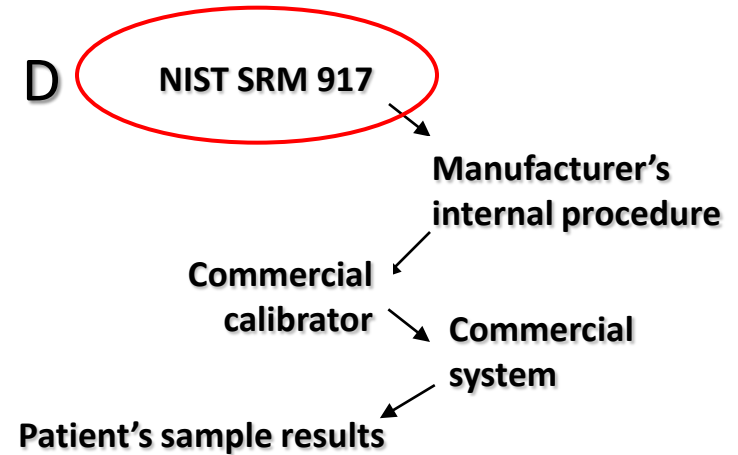 D
NIST SRM 917
Manufacturer’s
internal procedure
Commercial
calibrator
Commercial
system
Patient’s sample results